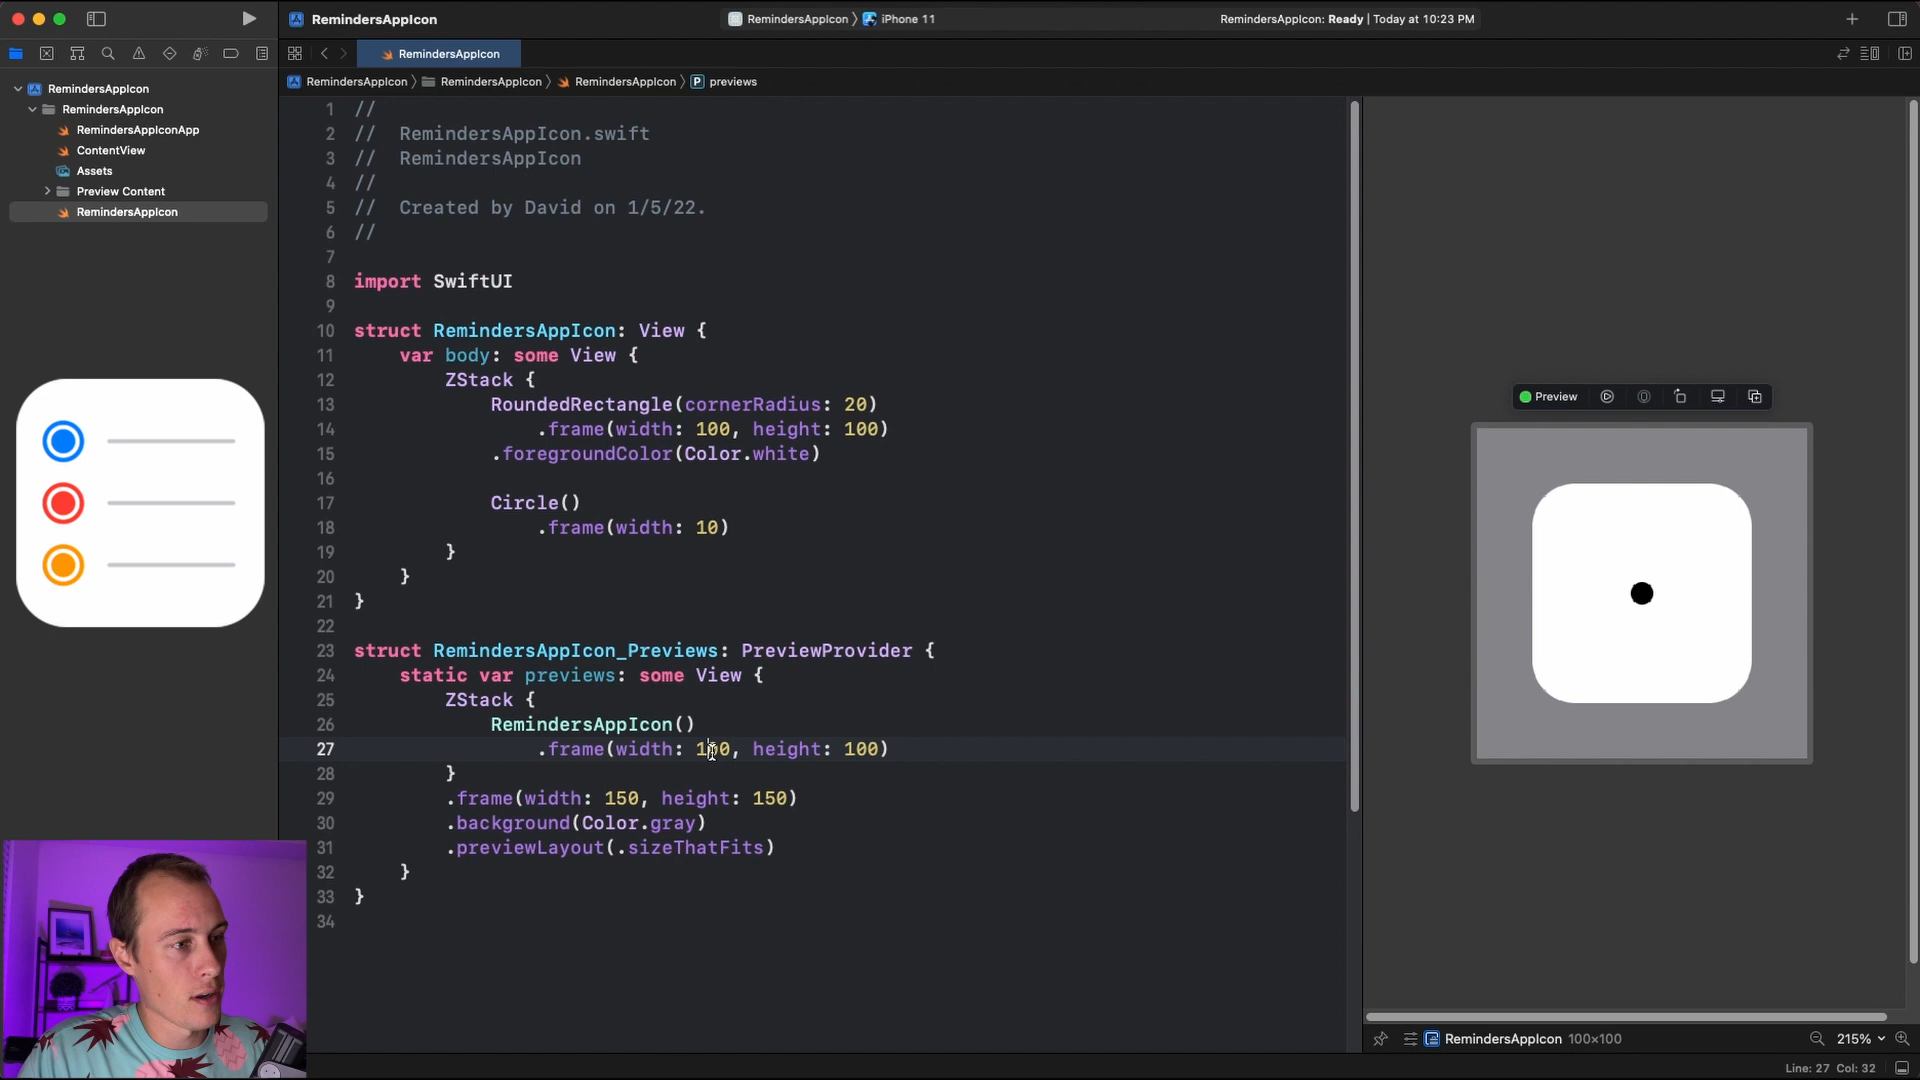 RemindersAppIcon
RemindersAppIcon 〉 iPhone 11
RemindersAppIcon: Ready | Today at 10:23 PM
RemindersAppIcon
RemindersAppIcon 〉 RemindersAppIcon 〉 RemindersAppIcon 〉 P previews
RemindersAppIcon
RemindersAppIcon
RemindersAppIconApp
ContentView
Assets
Preview Content
RemindersAppIcon
1 //
2 //  RemindersAppIcon.swift
3 //  RemindersAppIcon
4 //
5 //  Created by David on 1/5/22.
6 //
7
8 import SwiftUI
9
10 struct RemindersAppIcon: View {
11     var body: some View {
12         ZStack {
13             RoundedRectangle(cornerRadius: 20)
14                 .frame(width: 100, height: 100)
15             .foregroundColor(Color.white)
16
17             Circle()
18                 .frame(width: 10)
19         }
20     }
21 }
22
23 struct RemindersAppIcon_Previews: PreviewProvider {
24     static var previews: some View {
25         ZStack {
26             RemindersAppIcon()
27                 .frame(width: 100, height: 100)
28         }
29         .frame(width: 150, height: 150)
30         .background(Color.gray)
31         .previewLayout(.sizeThatFits)
32     }
33 }
34
Preview
RemindersAppIcon 100×100
215%
Line: 27 Col: 32